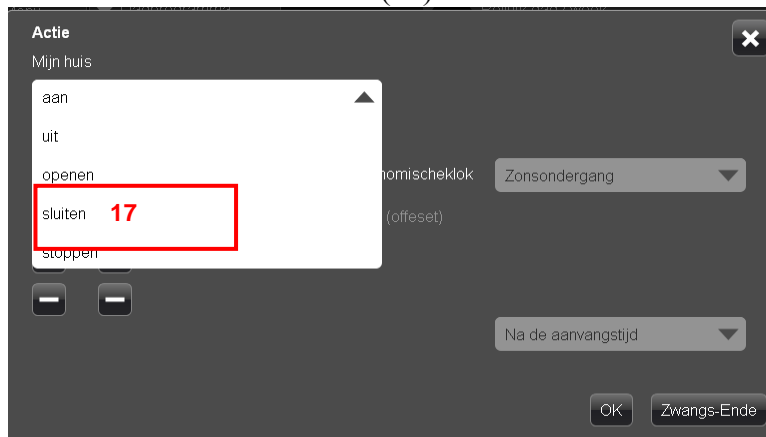 Actie
Mijn huis
aan
uit
openen
nomischeklok Zonsondergang
sluiten 17
(offeset)
stoppen
Na de aanvangstijd
OK Zwangs-Ende